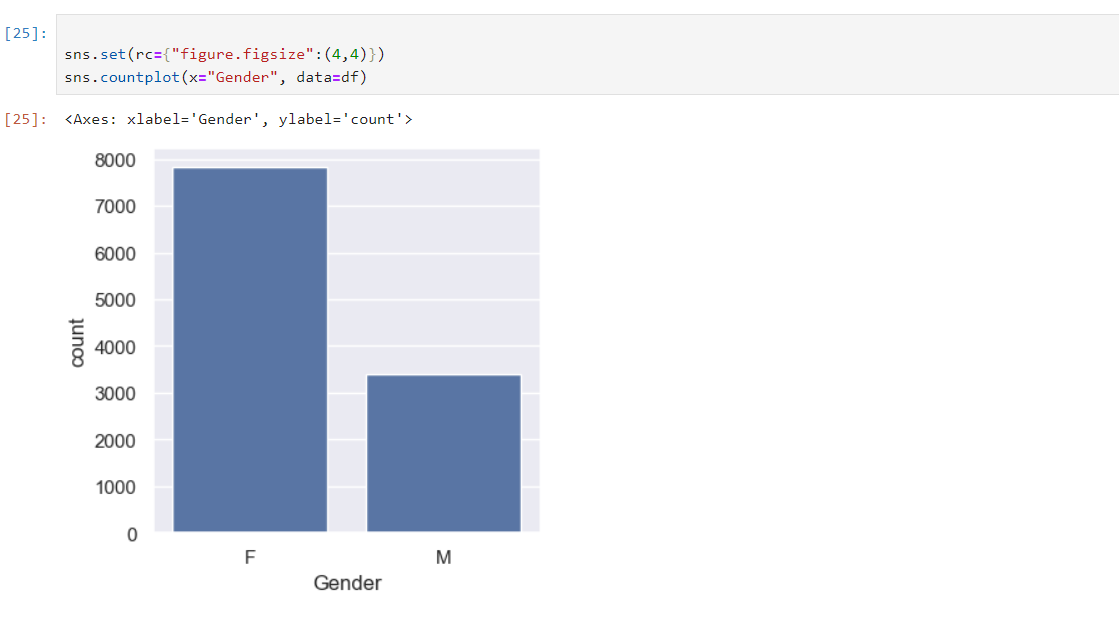 [25]:
sns.set(rc={"figure.figsize":(4,4)})
sns.countplot(x="Gender", data=df)
[25]: <Axes: xlabel='Gender', ylabel='count'>
8000
7000
6000
5000
4000
3000
2000
1000
0
count
F M
Gender